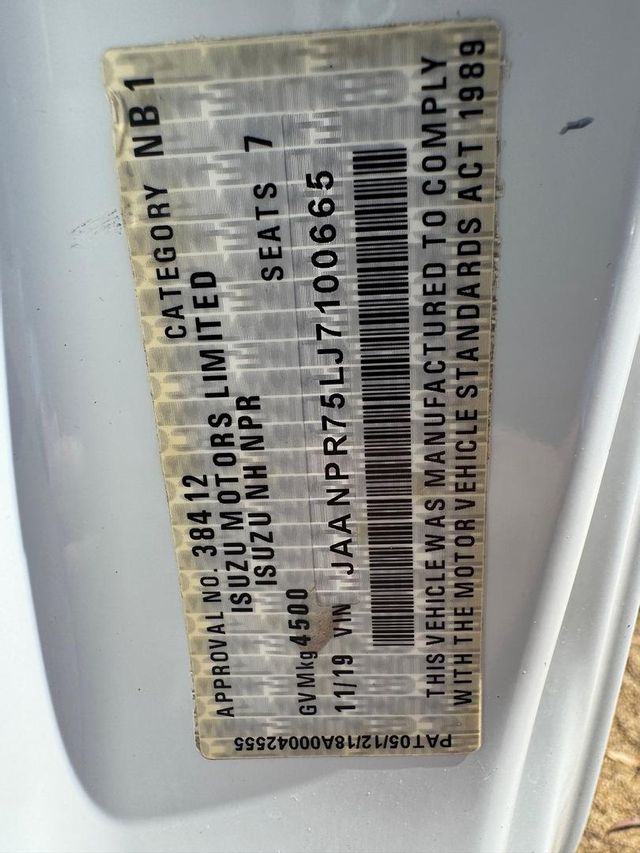 APPROVAL NO. 38412 CATEGORY NB1
ISUZU MOTORS LIMITED
ISUZU NH NPR
GVMkg 4500 SEATS 7
11/19 VIN JAANPR75LJ7100665
THIS VEHICLE WAS MANUFACTURED TO COMPLY
WITH THE MOTOR VEHICLE STANDARDS ACT 1989
PAT05/12/18A00042555